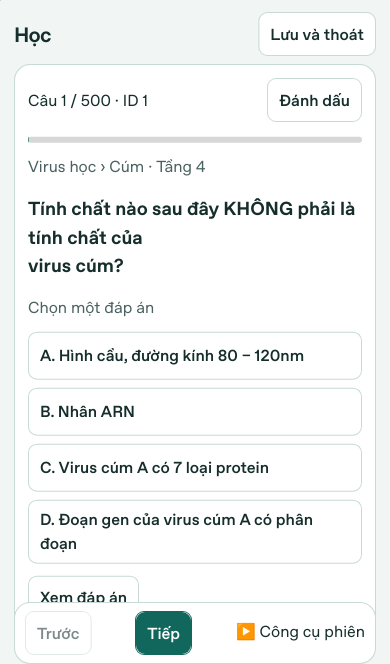 Học
Lưu và thoát
Câu 1 / 500 · ID 1
Đánh dấu
Virus học › Cúm · Tầng 4
Tính chất nào sau đây KHÔNG phải là
tính chất của
virus cúm?
Chọn một đáp án
A. Hình cầu, đường kính 80 – 120nm
B. Nhân ARN
C. Virus cúm A có 7 loại protein
D. Đoạn gen của virus cúm A có phân
đoạn
Xem đáp án
Trước
Tiếp
Công cụ phiên